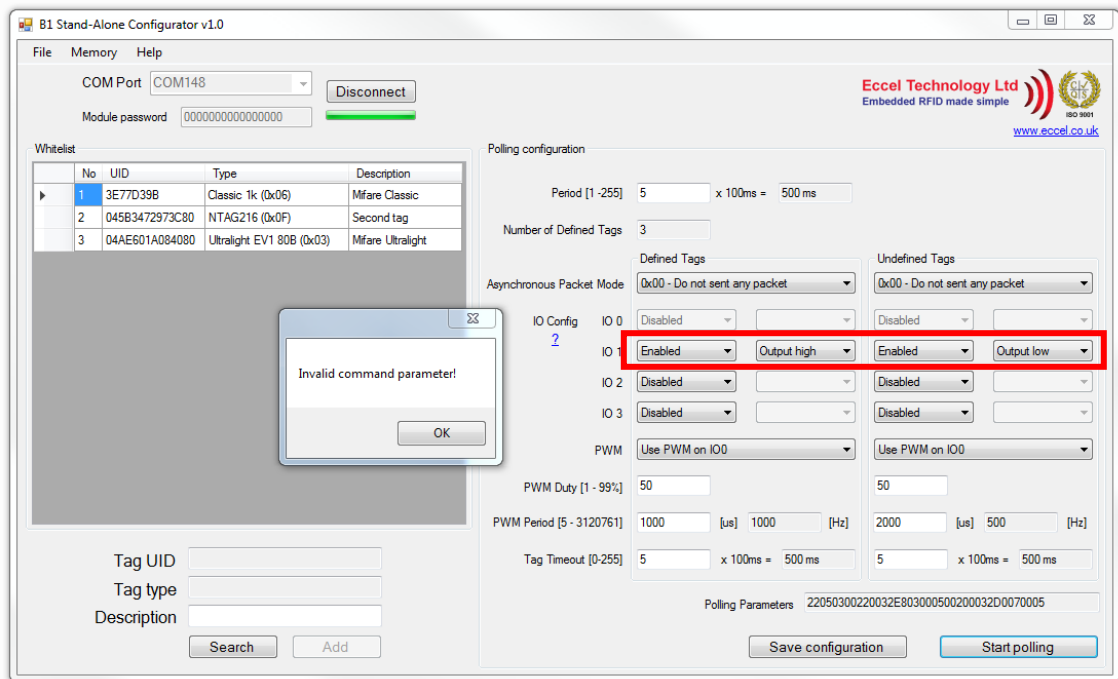 B1 Stand-Alone Configurator v1.0
File Memory Help
COM Port COM148
Disconnect
Module password 0000000000000000
Eccel Technology Ltd
Embedded RFID made simple
ISO 9001
www.eccel.co.uk
Whitelist
No UID Type Description
1 3E77D39B Classic 1k (0x06) Mifare Classic
2 045B3472973C80 NTAG216 (0x0F) Second tag
3 04AE601A084080 Ultralight EV1 80B (0x03) Mifare Ultralight
Polling configuration
Period [1 -255] 5 x 100ms = 500 ms
Number of Defined Tags 3
Defined Tags Undefined Tags
Asynchronous Packet Mode 0x00 - Do not sent any packet 0x00 - Do not sent any packet
IO Config IO 0 Disabled Disabled
?
IO 1 Enabled Output high Enabled Output low
IO 2 Disabled Disabled
IO 3 Disabled Disabled
PWM Use PWM on IO0 Use PWM on IO0
PWM Duty [1 - 99%] 50 50
PWM Period [5 - 3120761] 1000 [us] 1000 [Hz] 2000 [us] 500 [Hz]
Tag Timeout [0-255] 5 x 100ms = 500 ms 5 x 100ms = 500 ms
Polling Parameters 22050300220032E803000500200032D0070005
Save configuration Start polling
Invalid command parameter!
OK
Tag UID
Tag type
Description
Search Add